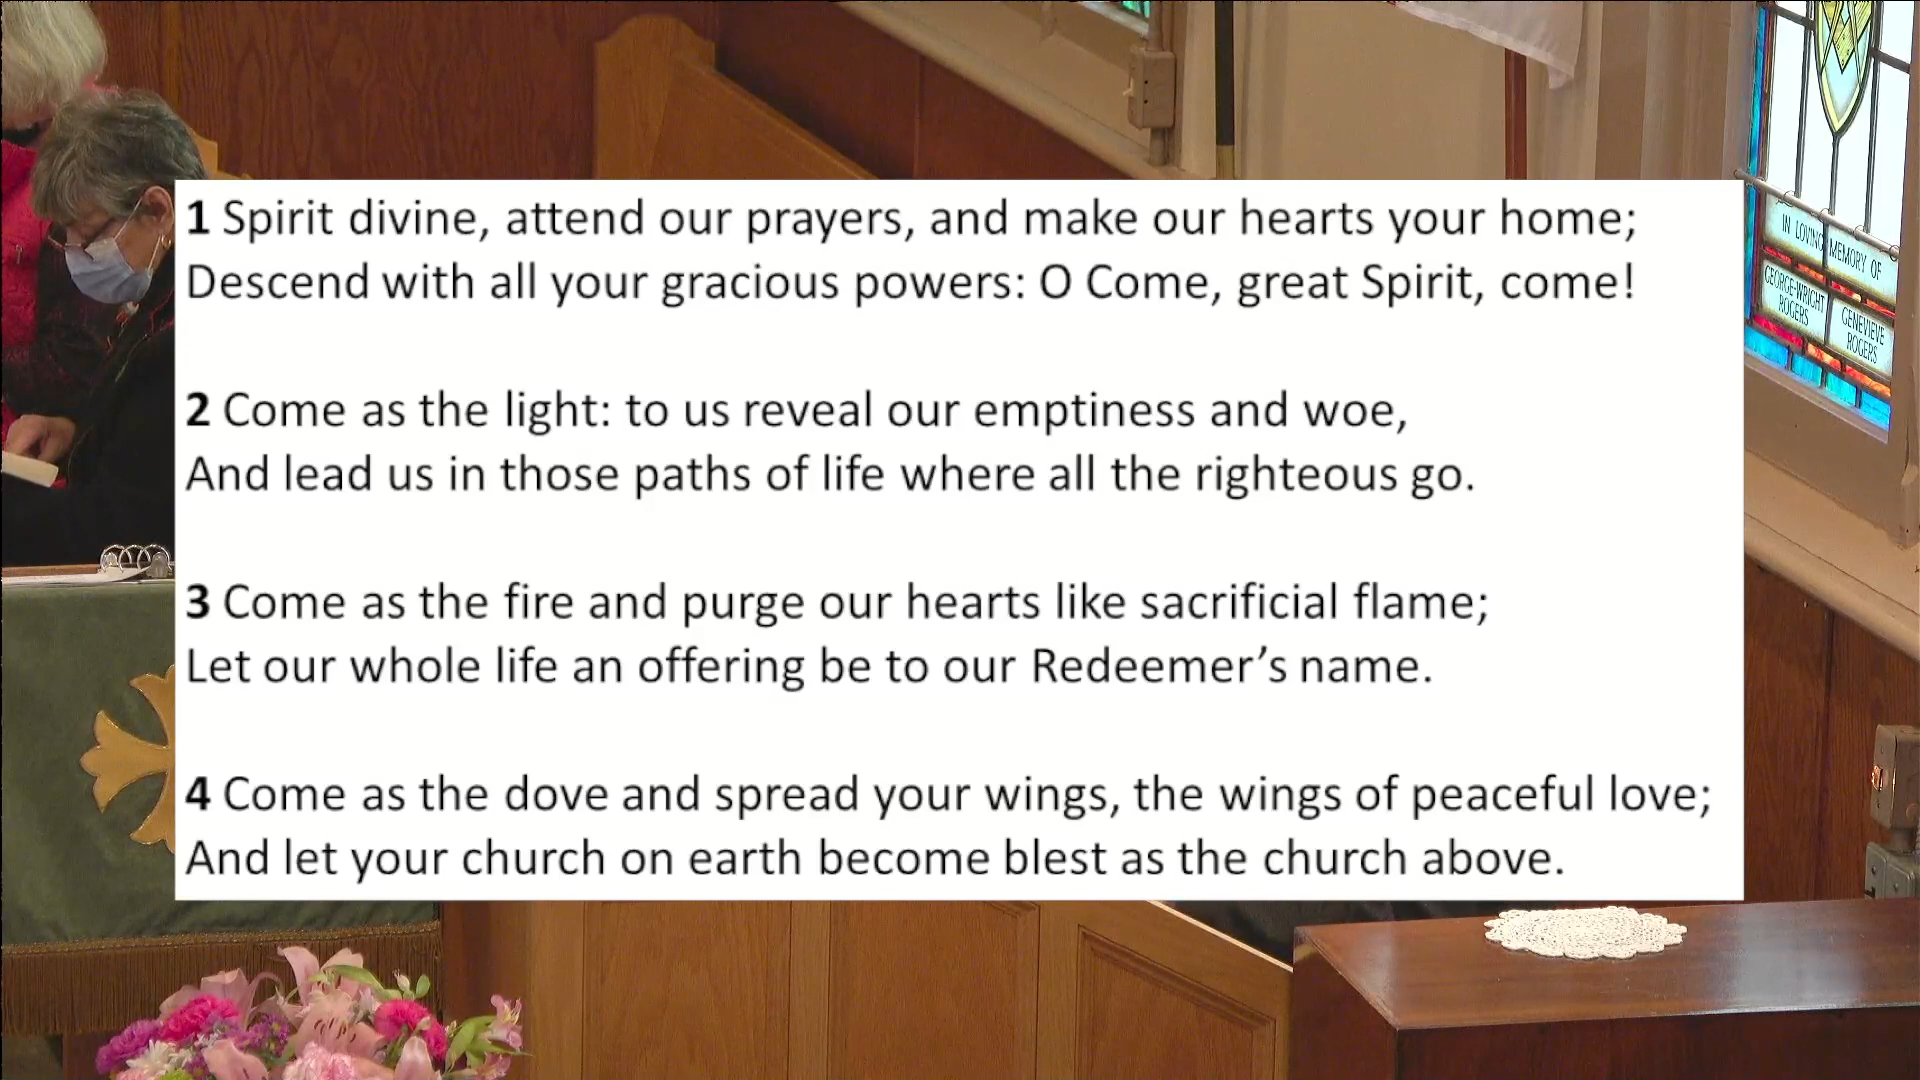 1 Spirit divine, attend our prayers, and make our hearts your home;
Descend with all your gracious powers: O Come, great Spirit, come!
2 Come as the light: to us reveal our emptiness and woe,
And lead us in those paths of life where all the righteous go.
3 Come as the fire and purge our hearts like sacrificial flame;
Let our whole life an offering be to our Redeemer’s name.
4 Come as the dove and spread your wings, the wings of peaceful love;
And let your church on earth become blest as the church above.
IN LOVING MEMORY OF
GEORGE-WRIGHT
ROGERS
GENEVIEVE
ROGERS